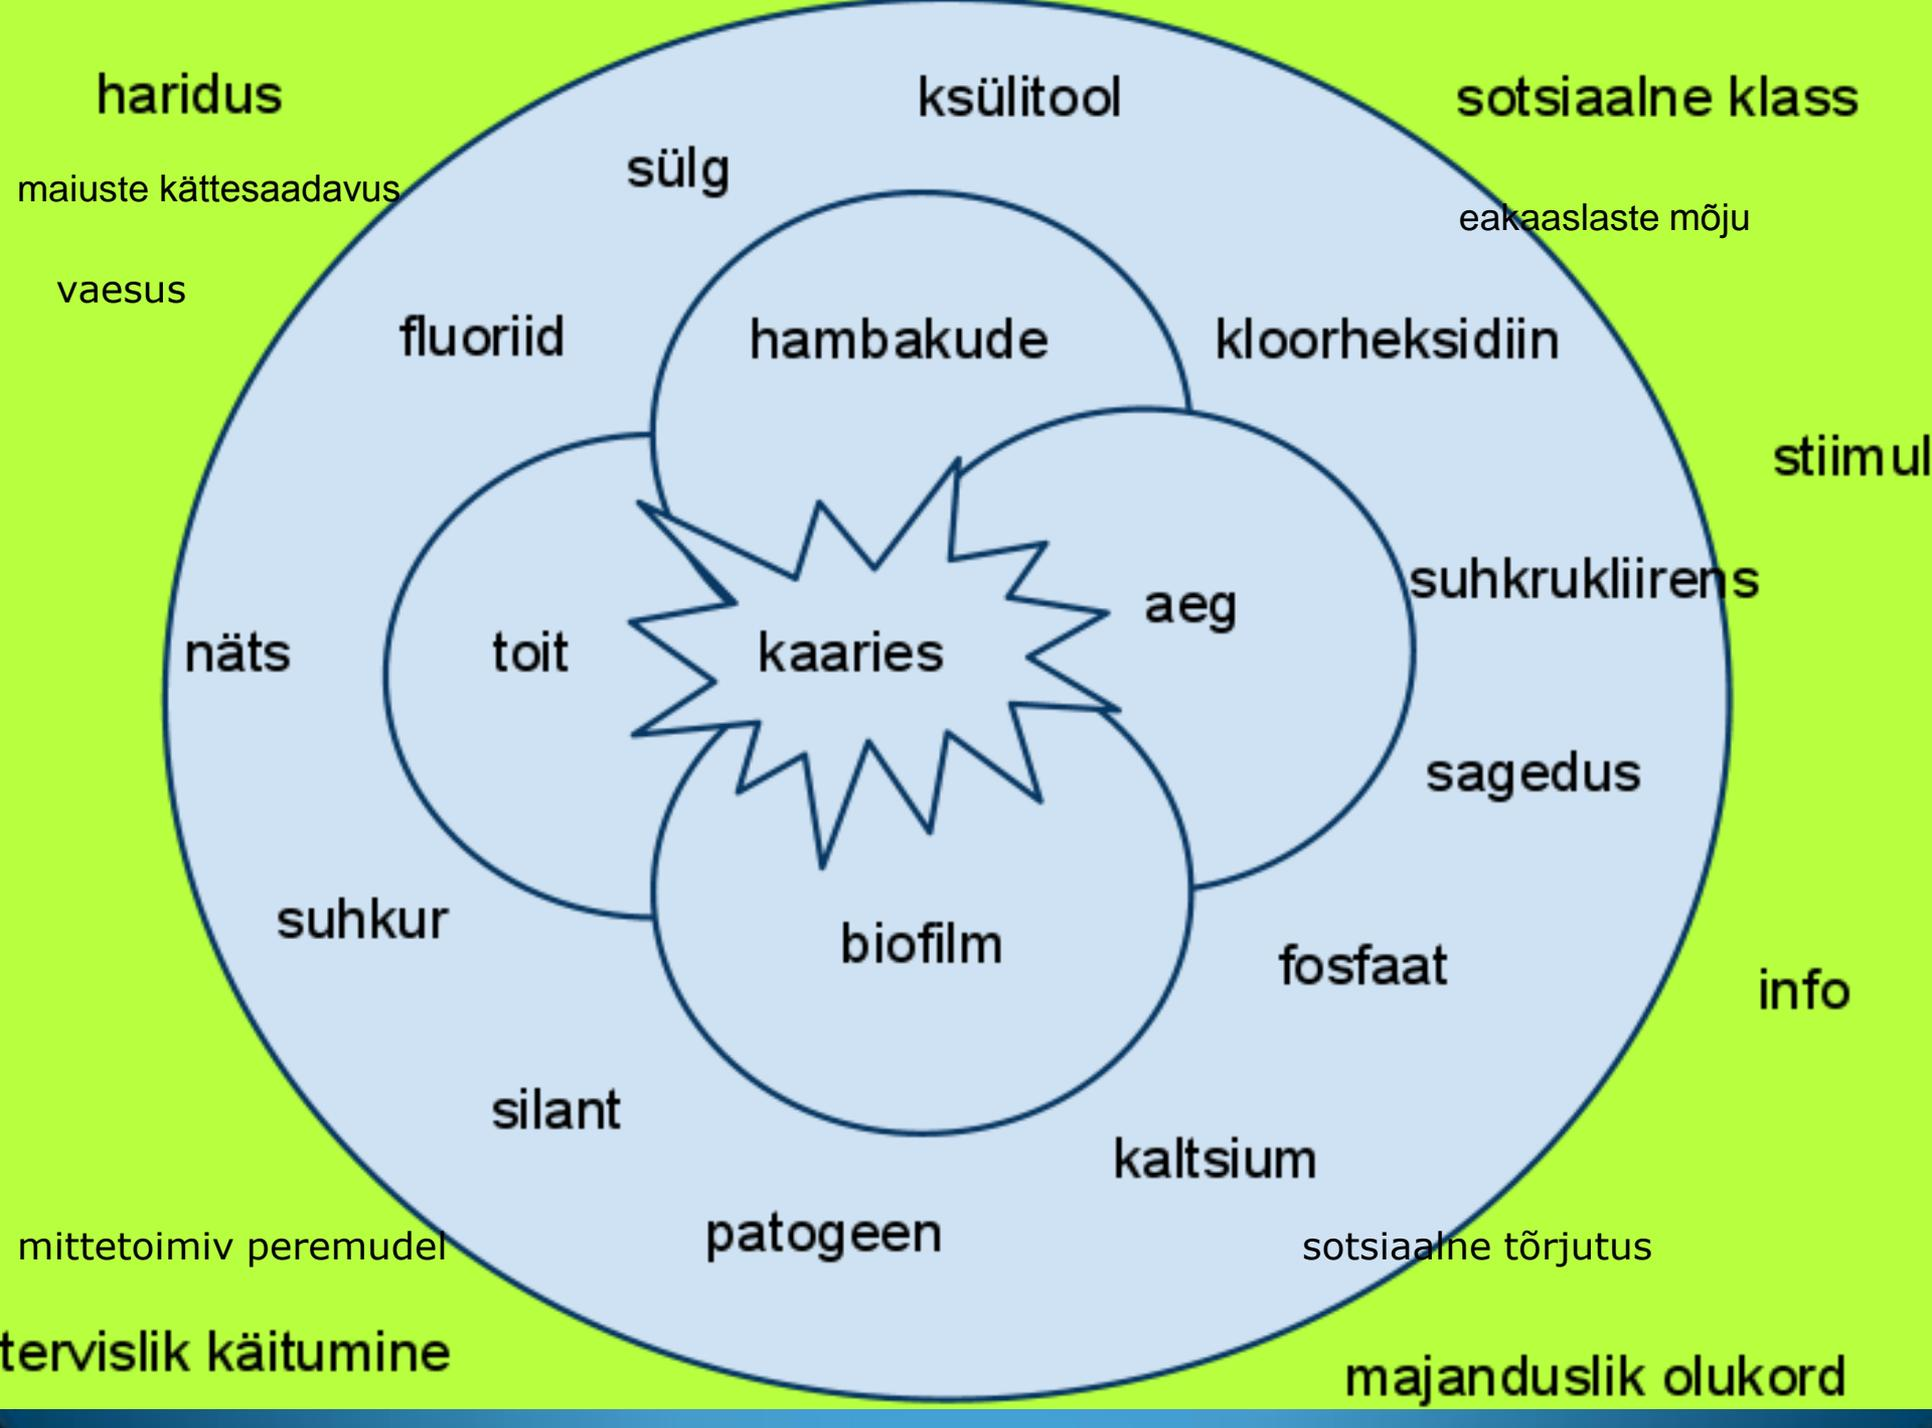 haridus
ksülitool
sotsiaalne klass
sülg
maiuste kättesaadavus
eakaaslaste mõju
vaesus
fluoriid
hambakude
kloorheksidiin
stiimul
suhkrukliirens
aeg
näts
toit
kaaries
sagedus
suhkur
biofilm
fosfaat
info
silant
kaltsium
patogeen
mittetoimiv peremudel
sotsiaalne tõrjutus
tervislik käitumine
majanduslik olukord